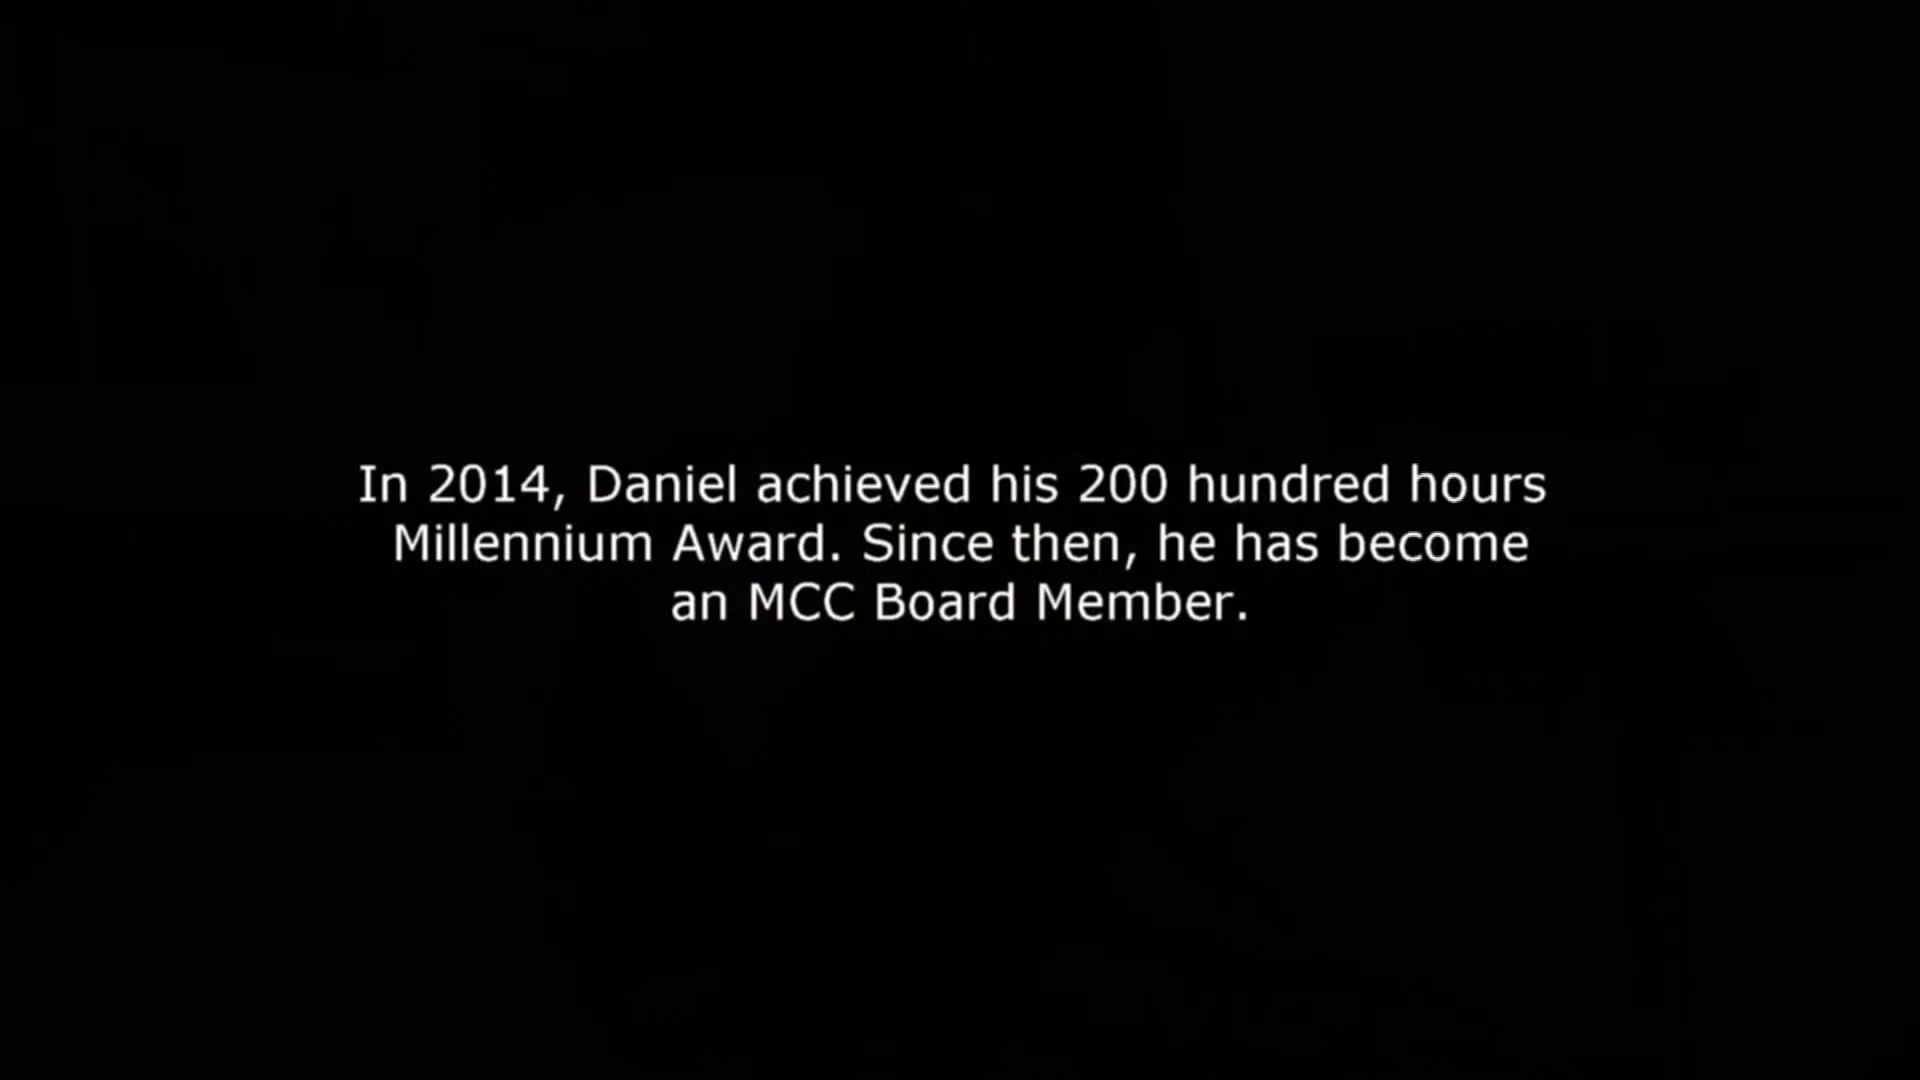 In 2014, Daniel achieved his 200 hundred hours
Millennium Award. Since then, he has become
an MCC Board Member.